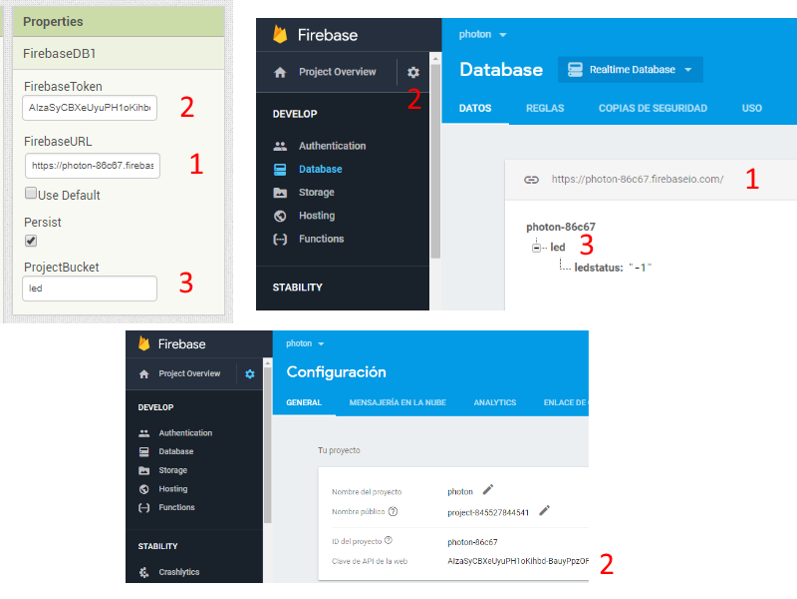 Properties
FirebaseDB1
FirebaseToken
AIzaSyCBXeUyuPH1oKihb
2
FirebaseURL
https://photon-86c67.firebas
1
Use Default
Persist
ProjectBucket
led
3
Firebase
Project Overview
2
DEVELOP
Authentication
Database
Storage
Hosting
Functions
STABILITY
photon
Database
Realtime Database
DATOS REGLAS COPIAS DE SEGURIDAD USO
https://photon-86c67.firebaseio.com/
1
photon-86c67
led
3
ledstatus: "-1"
Firebase
Project Overview
DEVELOP
Authentication
Database
Storage
Hosting
Functions
STABILITY
Crashlytics
photon
Configuración
GENERAL MENSAJERÍA EN LA NUBE ANALYTICS ENLACE DE
Tu proyecto
Nombre del proyecto photon
Nombre público project-845527844541
ID del proyecto photon-86c67
Clave de API de la web AIzaSyCBXeUyuPH1oKihbd-BauyPpzOF
2